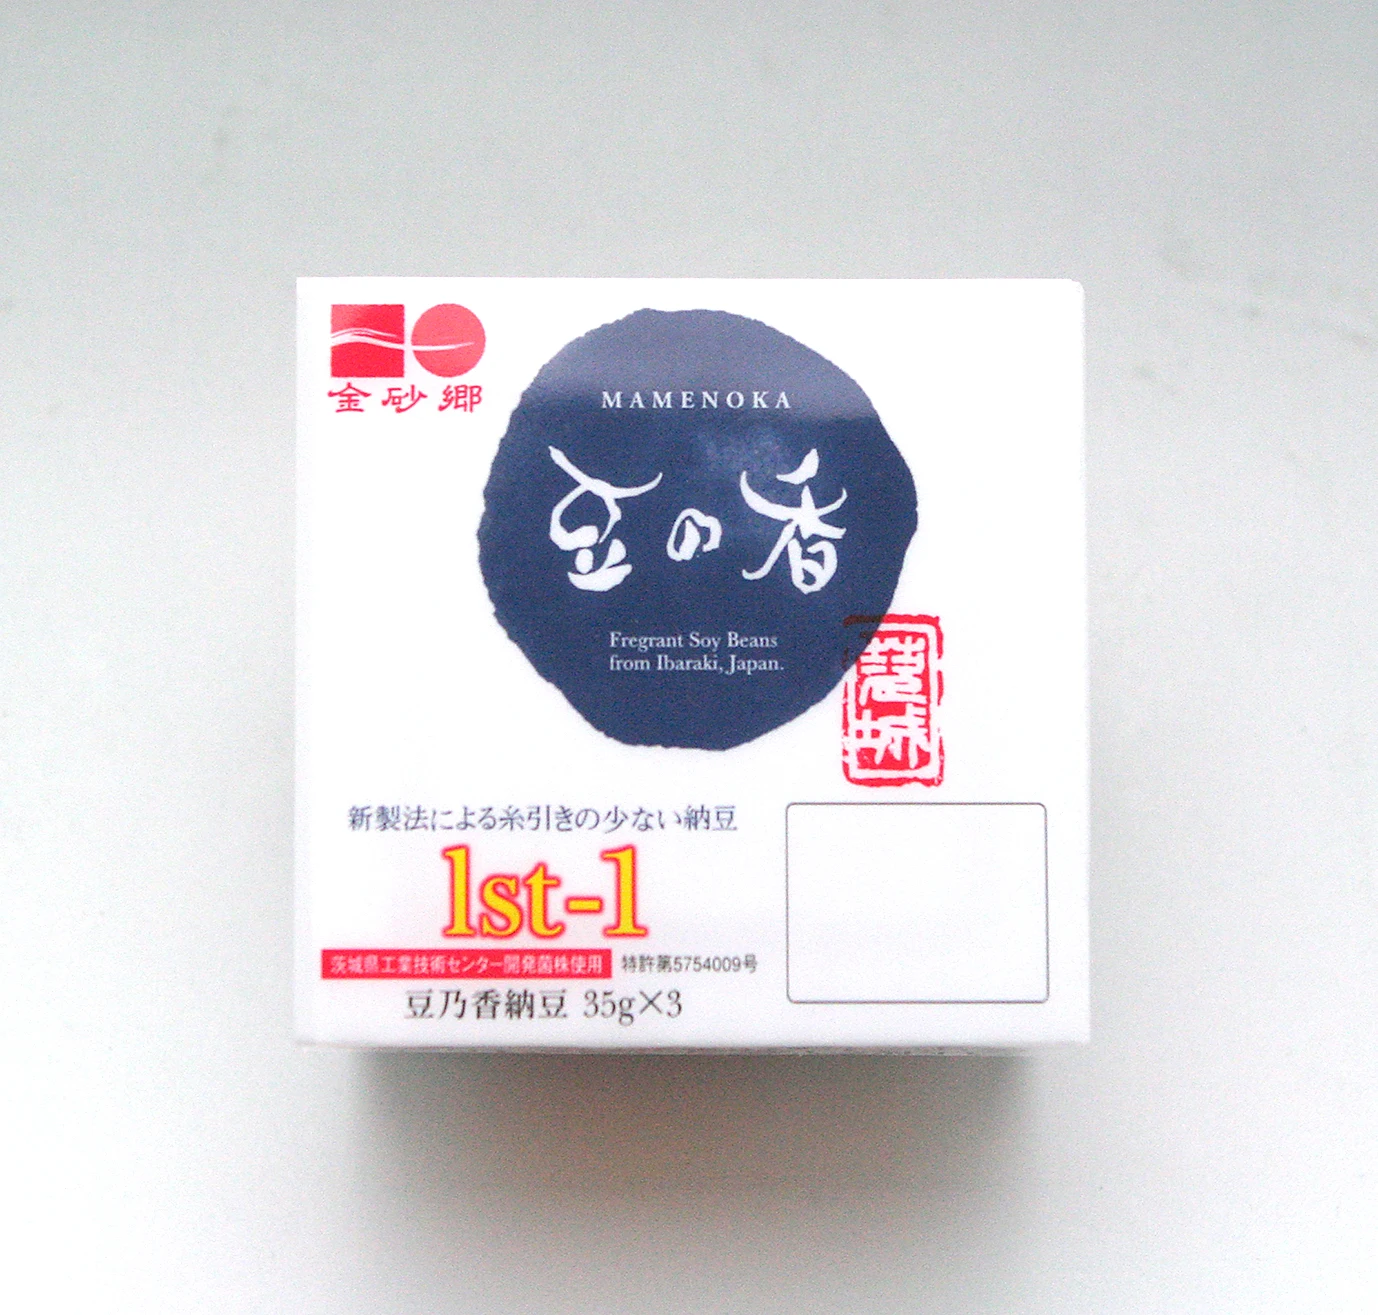 金砂郷
MAMENOKA
豆の香
Fregrant Soy Beans
from Ibaraki, Japan.
茨城
新製法による糸引きの少ない納豆
lst-1
茨城県工業技術センター開発菌株使用 特許第5754009号
豆乃香納豆 35g×3